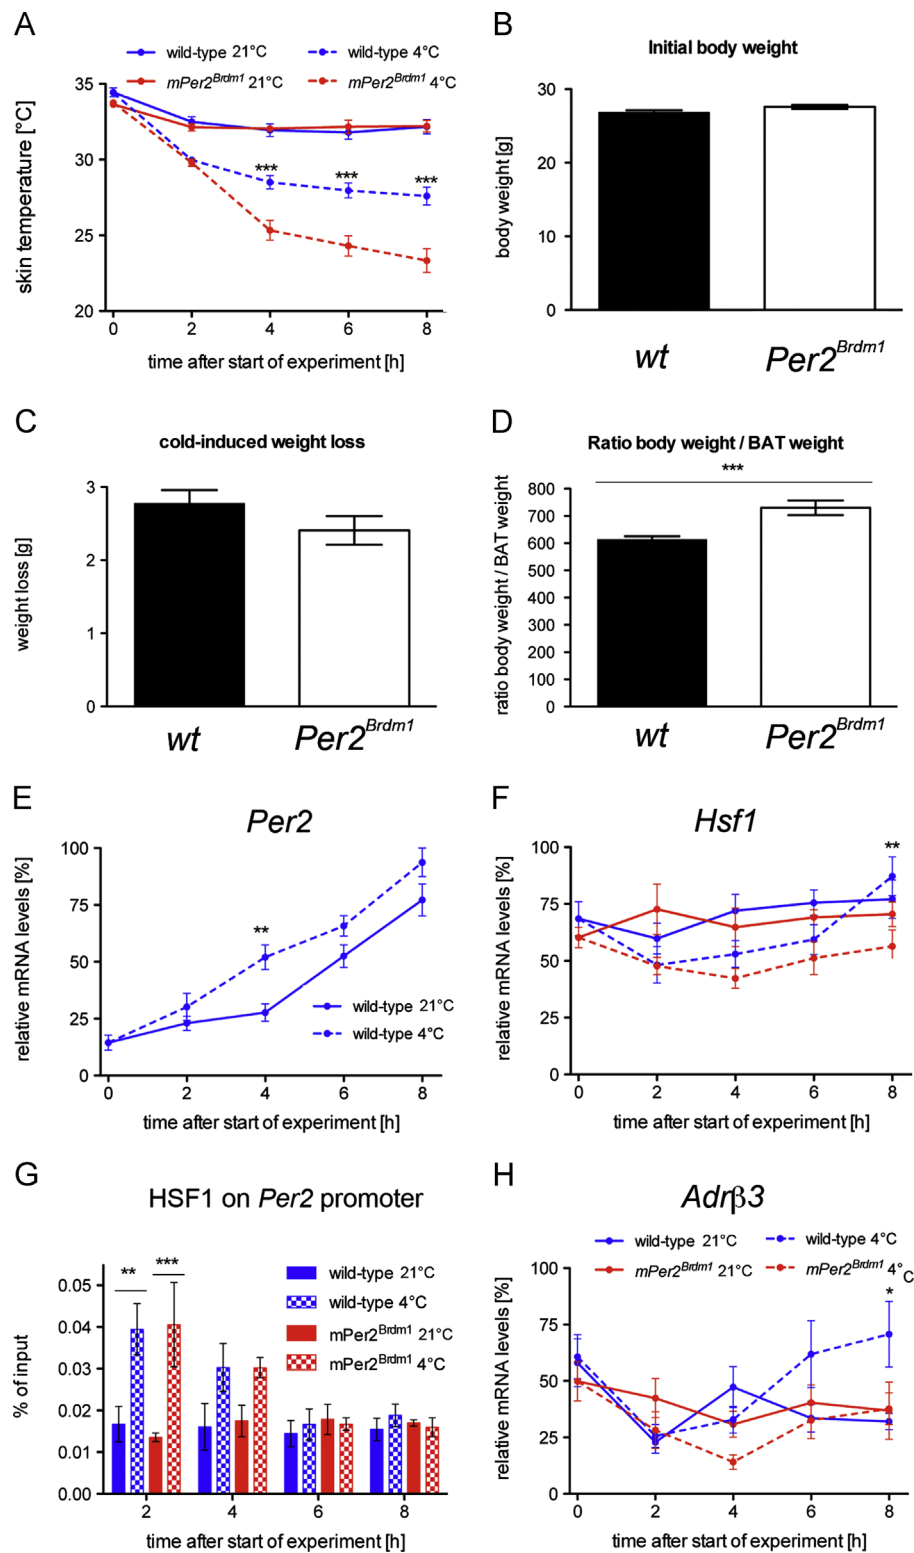 A
wild-type 21°C
wild-type 4°C
mPer2Brdm1 21°C
mPer2Brdm1 4°C
skin temperature [°C]
35
30
25
20
***
***
***
0 2 4 6 8
time after start of experiment [h]
B
Initial body weight
body weight [g]
30
20
10
0
wt
Per2Brdm1
C
cold-induced weight loss
weight loss [g]
3
2
1
0
wt
Per2Brdm1
D
Ratio body weight / BAT weight
***
ratio body weight / BAT weight
800
700
600
500
400
300
200
100
0
wt
Per2Brdm1
E
Per2
relative mRNA levels [%]
100
75
50
25
0
**
wild-type 21°C
wild-type 4°C
0 2 4 6 8
time after start of experiment [h]
F
Hsf1
relative mRNA levels [%]
100
75
50
25
0
**
0 2 4 6 8
time after start of experiment [h]
G
HSF1 on Per2 promoter
% of input
0.05
0.04
0.03
0.02
0.01
0.00
**
***
wild-type 21°C
wild-type 4°C
mPer2Brdm1 21°C
mPer2Brdm1 4°C
2 4 6 8
time after start of experiment [h]
H
Adrβ3
wild-type 21°C
wild-type 4°C
mPer2Brdm1 21°C
mPer2Brdm1 4°C
relative mRNA levels [%]
100
75
50
25
0
*
0 2 4 6 8
time after start of experiment [h]